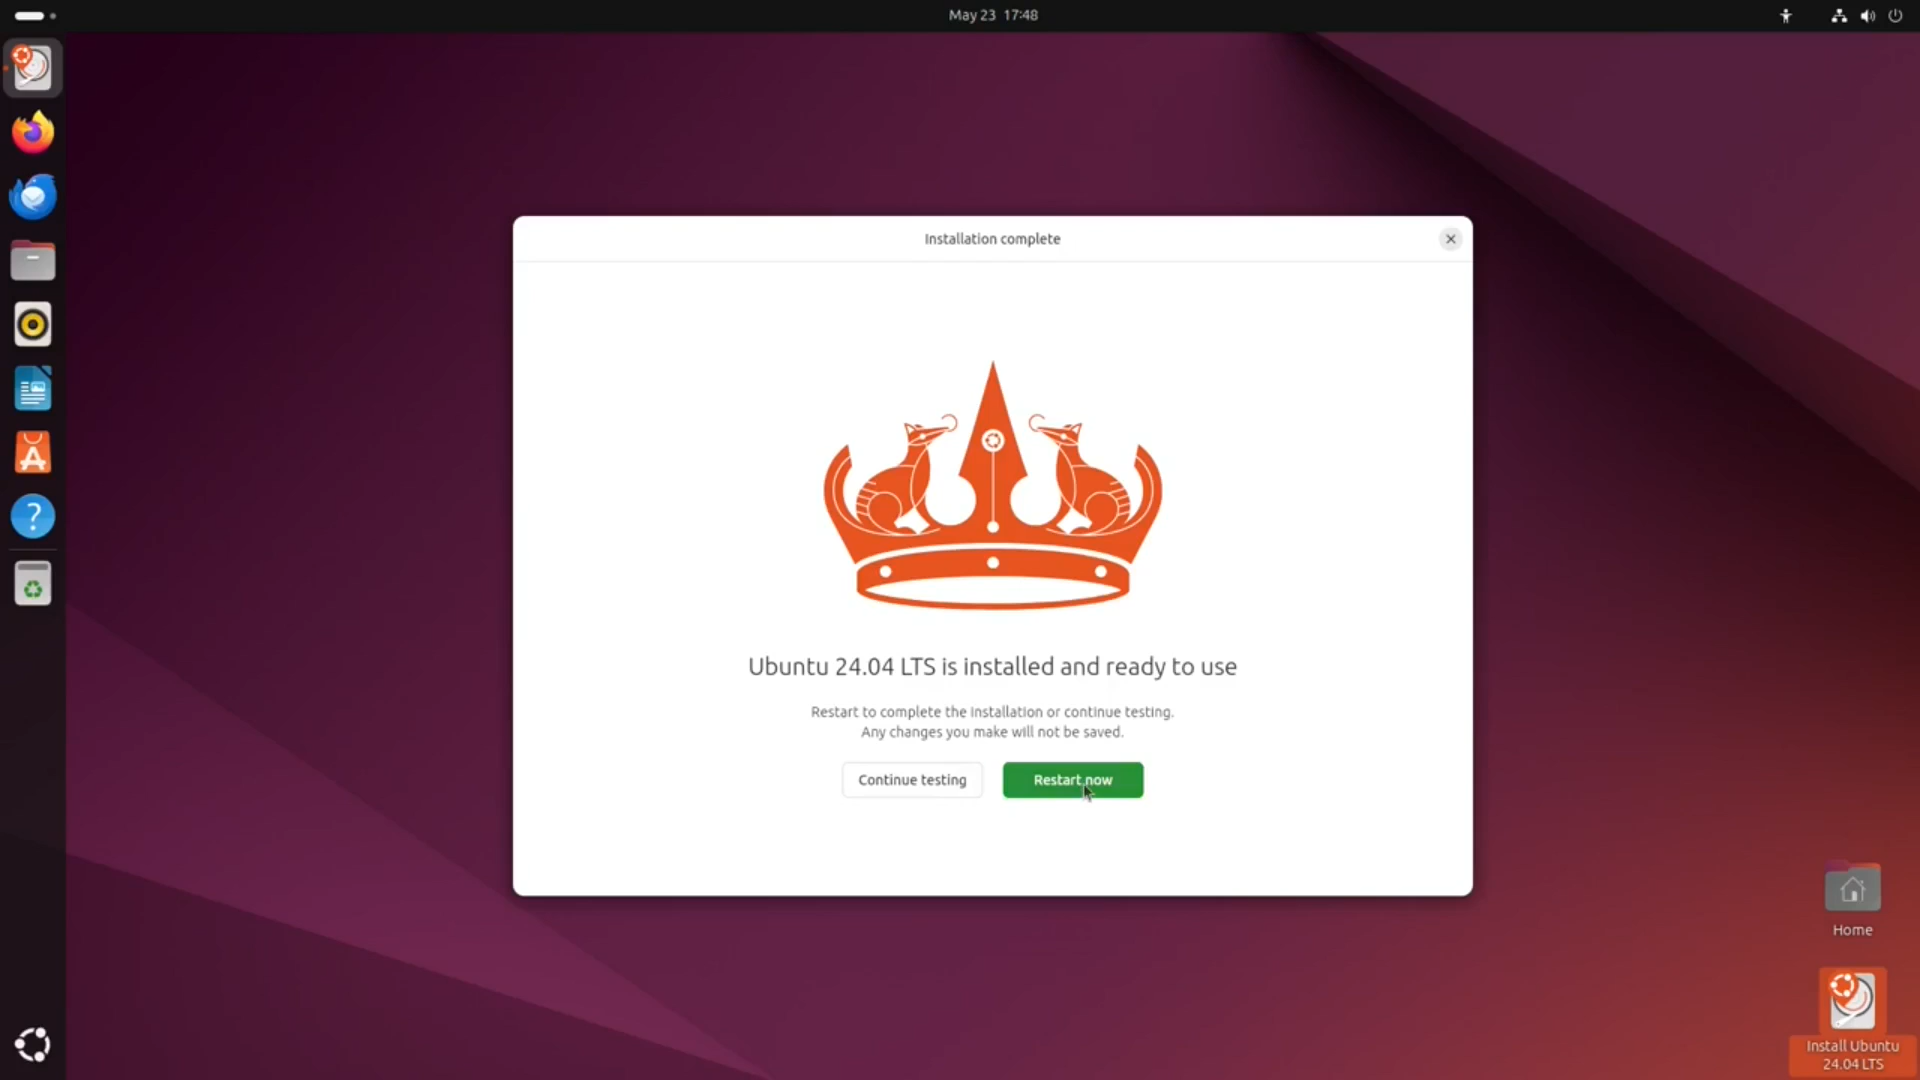 May 23 17:48
Installation complete
Ubuntu 24.04 LTS is installed and ready to use
Restart to complete the installation or continue testing.
Any changes you make will not be saved.
Continue testing
Restart now
Home
Install Ubuntu
24.04 LTS